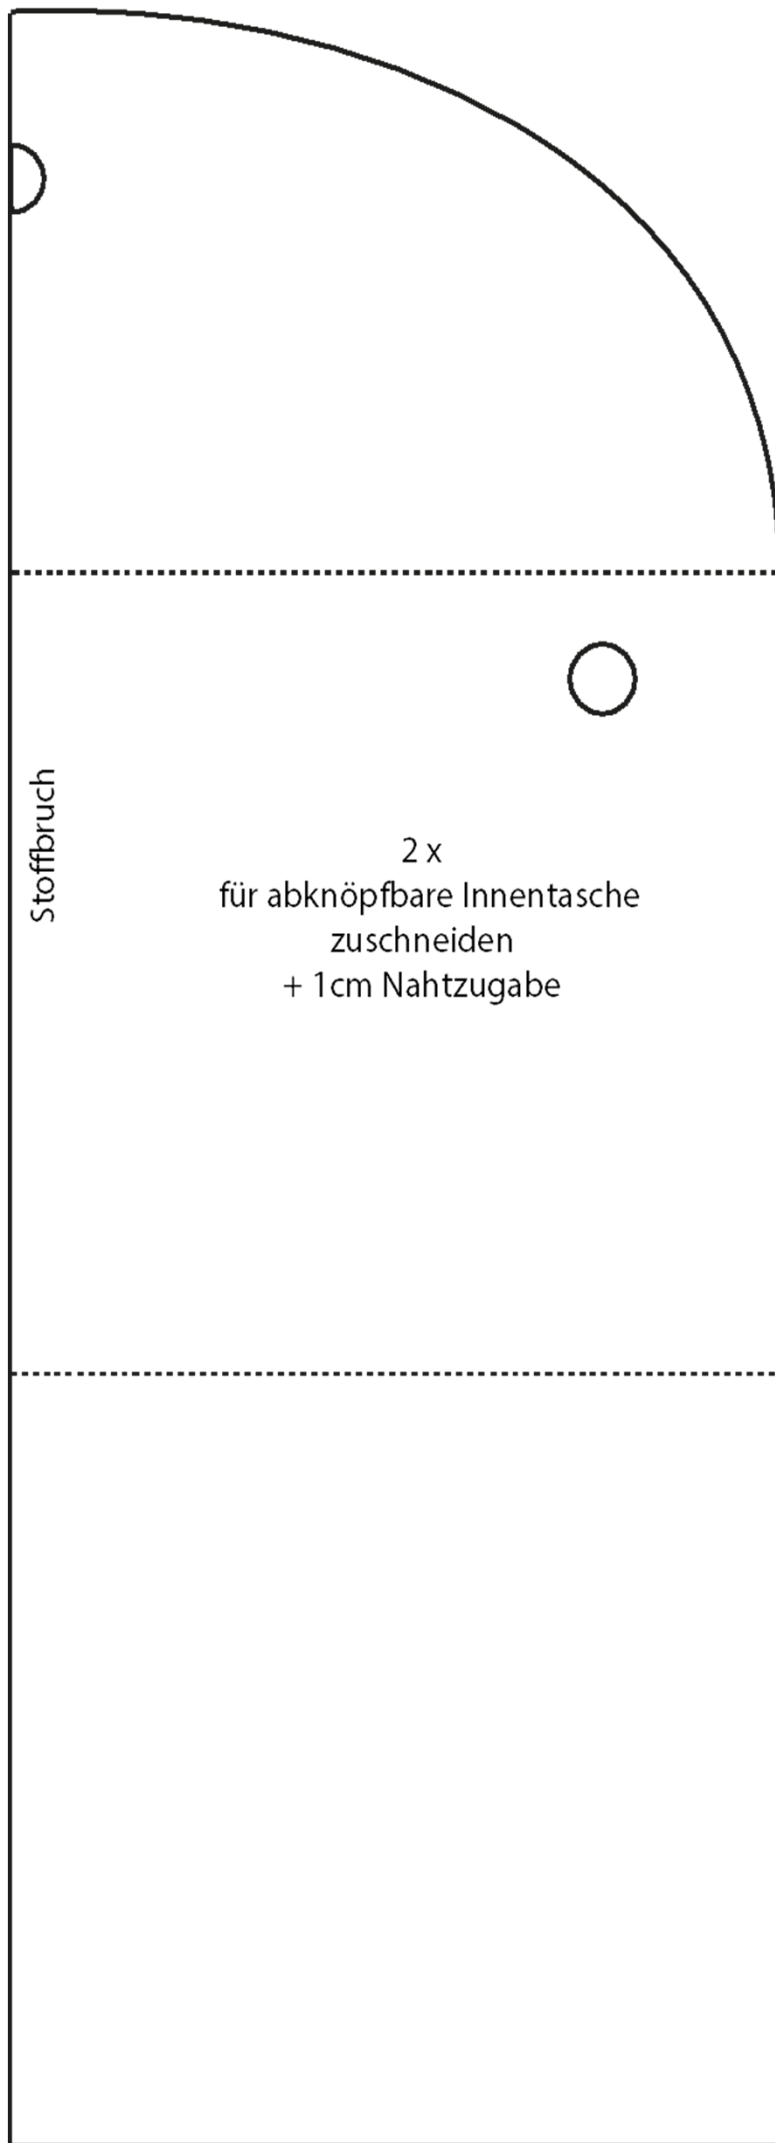 Stoffbruch
2 x
für abknöpfbare Innentasche
zuschneiden
+ 1cm Nahtzugabe